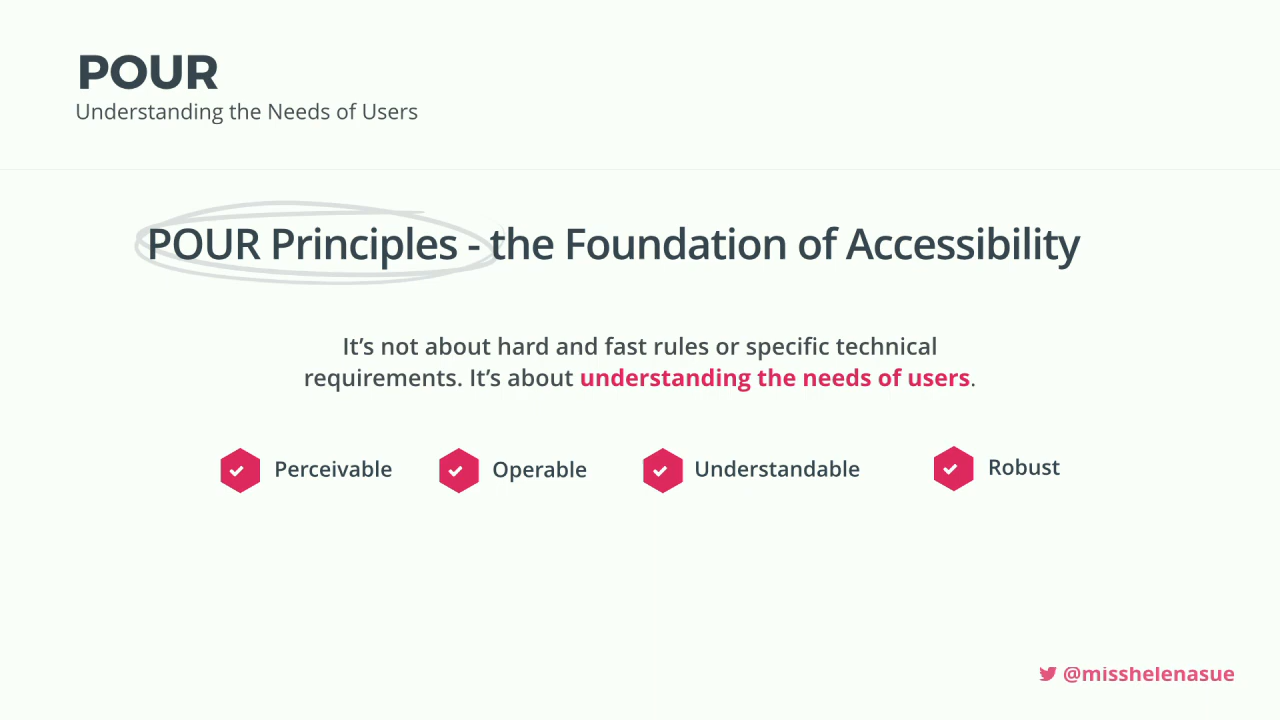 POUR
Understanding the Needs of Users
POUR Principles - the Foundation of Accessibility
It’s not about hard and fast rules or specific technical
requirements. It’s about understanding the needs of users.
Perceivable
Operable
Understandable
Robust
@misshelenasue